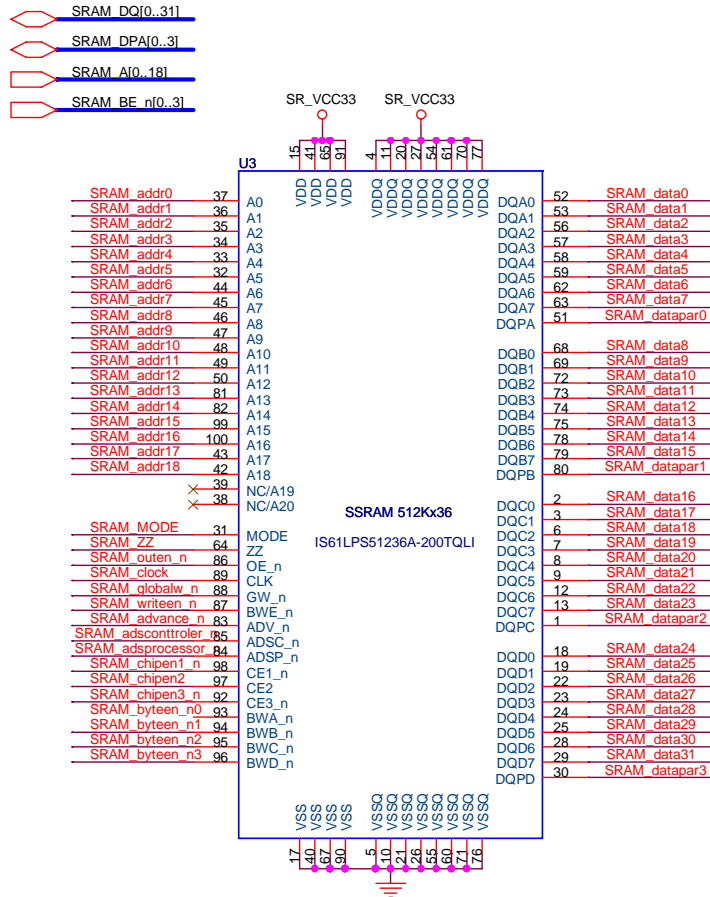 SRAM_DQ[0..31]
SRAM_DPA[0..3]
SRAM_A[0..18]
SRAM_BE_n[0..3]
SR_VCC33 SR_VCC33
15 41 65 91 4 11 20 27 54 61 70 77
U3
VDD VDD VDD VDD VDDQ VDDQ VDDQ VDDQ VDDQ VDDQ VDDQ VDDQ
SRAM_addr0 37 A0 DQA0 52 SRAM_data0
SRAM_addr1 36 A1 DQA1 53 SRAM_data1
SRAM_addr2 35 A2 DQA2 56 SRAM_data2
SRAM_addr3 34 A3 DQA3 57 SRAM_data3
SRAM_addr4 33 A4 DQA4 58 SRAM_data4
SRAM_addr5 32 A5 DQA5 59 SRAM_data5
SRAM_addr6 44 A6 DQA6 62 SRAM_data6
SRAM_addr7 45 A7 DQA7 63 SRAM_data7
SRAM_addr8 46 A8 DQPA 51 SRAM_datapar0
SRAM_addr9 47 A9
SRAM_addr10 48 A10 DQB0 68 SRAM_data8
SRAM_addr11 49 A11 DQB1 69 SRAM_data9
SRAM_addr12 50 A12 DQB2 72 SRAM_data10
SRAM_addr13 81 A13 DQB3 73 SRAM_data11
SRAM_addr14 82 A14 DQB4 74 SRAM_data12
SRAM_addr15 99 A15 DQB5 75 SRAM_data13
SRAM_addr16 100 A16 DQB6 78 SRAM_data14
SRAM_addr17 43 A17 DQB7 79 SRAM_data15
SRAM_addr18 42 A18 DQPB 80 SRAM_datapar1
39 NC/A19
38 NC/A20 DQC0 2 SRAM_data16
SSRAM 512Kx36 DQC1 3 SRAM_data17
SRAM_MODE 31 MODE DQC2 6 SRAM_data18
SRAM_ZZ 64 ZZ IS61LPS51236A-200TQLI DQC3 7 SRAM_data19
SRAM_outen_n 86 OE_n DQC4 8 SRAM_data20
SRAM_clock 89 CLK DQC5 9 SRAM_data21
SRAM_globalw_n 88 GW_n DQC6 12 SRAM_data22
SRAM_writeen_n 87 BWE_n DQC7 13 SRAM_data23
SRAM_advance_n 83 ADV_n DQPC 1 SRAM_datapar2
SRAM_adsconttroler_n 85 ADSC_n
SRAM_adsprocessor_n 84 ADSP_n DQD0 18 SRAM_data24
SRAM_chipen1_n 98 CE1_n DQD1 19 SRAM_data25
SRAM_chipen2 97 CE2 DQD2 22 SRAM_data26
SRAM_chipen3_n 92 CE3_n DQD3 23 SRAM_data27
SRAM_byteen_n0 93 BWA_n DQD4 24 SRAM_data28
SRAM_byteen_n1 94 BWB_n DQD5 25 SRAM_data29
SRAM_byteen_n2 95 BWC_n DQD6 28 SRAM_data30
SRAM_byteen_n3 96 BWD_n DQD7 29 SRAM_data31
DQPD 30 SRAM_datapar3
VSS VSS VSS VSS VSSQ VSSQ VSSQ VSSQ VSSQ VSSQ VSSQ VSSQ
17 40 67 90 5 10 21 26 55 60 71 76